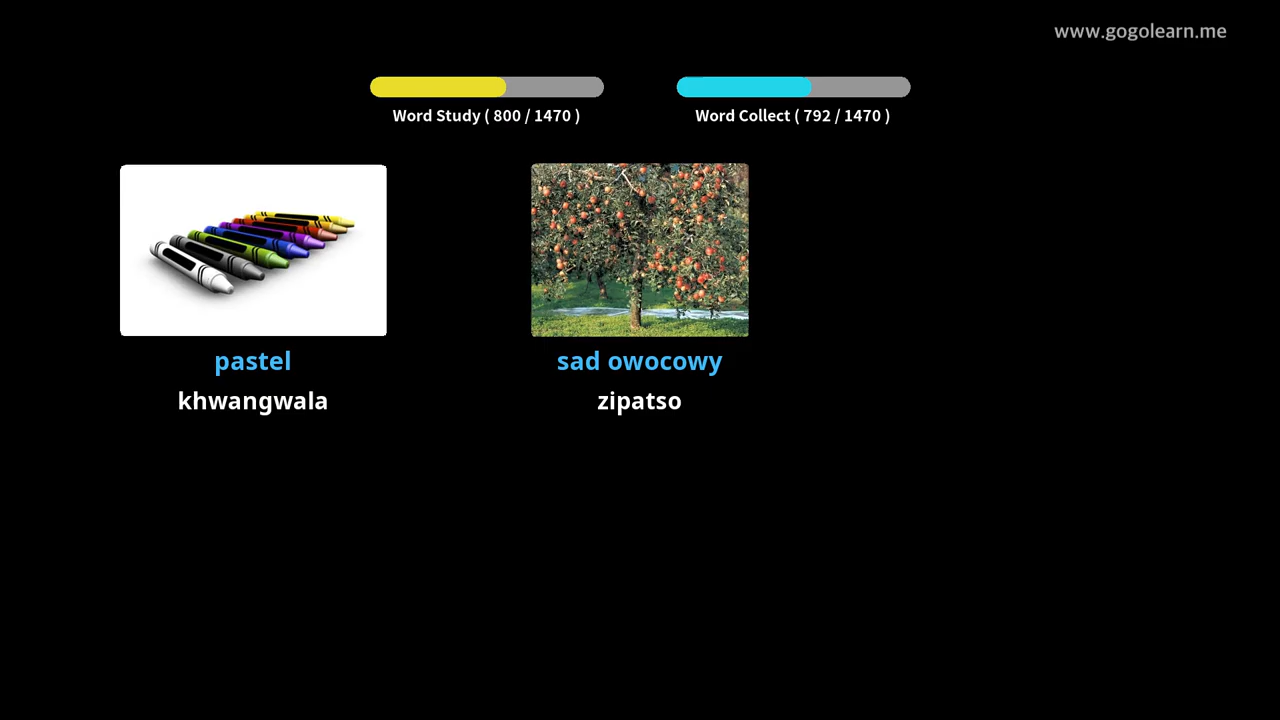 www.gogolearn.me
Word Study ( 800 / 1470 )
Word Collect ( 792 / 1470 )
pastel
khwangwala
sad owocowy
zipatso